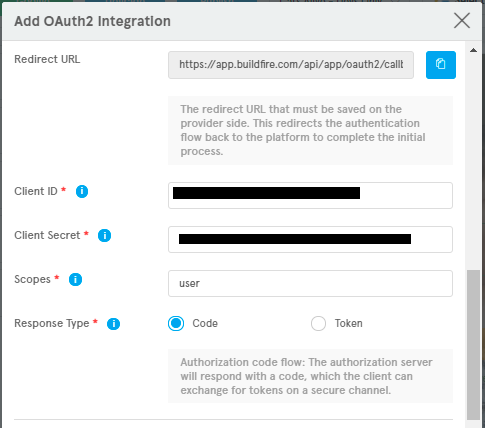 Add OAuth2 Integration
Redirect URL
https://app.buildfire.com/api/app/oauth2/callb
The redirect URL that must be saved on the
provider side. This redirects the authentication
flow back to the platform to complete the initial
process.
Client ID *
Client Secret *
Scopes *
user
Response Type *
Code
Token
Authorization code flow: The authorization server
will respond with a code, which the client can
exchange for tokens on a secure channel.